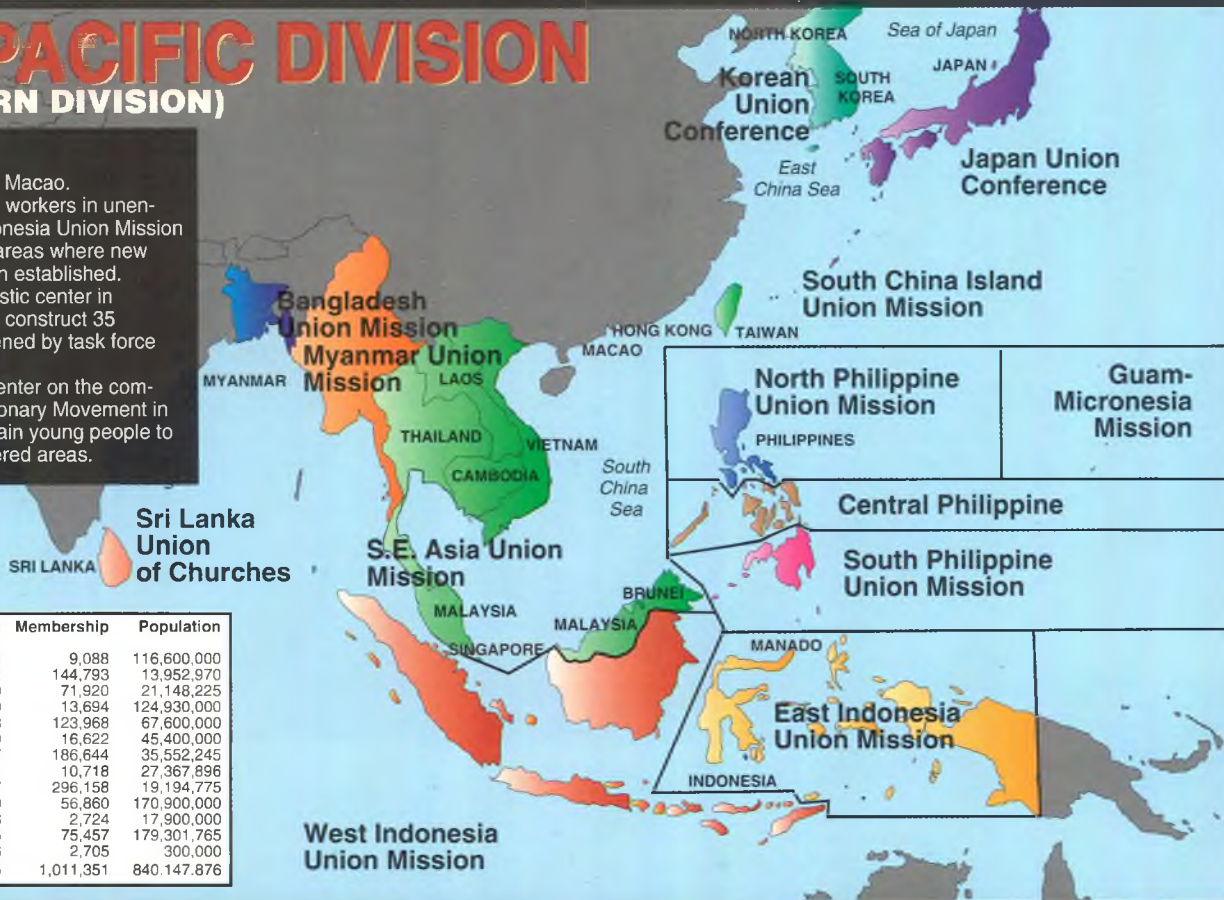 PACIFIC DIVISION
RN DIVISION)
Macao.
workers in unen-
onesia Union Mission
areas where new
n established.
stic center in
construct 35
ened by task force
enter on the com-
onary Movement in
ain young people to
ered areas.
NORTH KOREA
Sea of Japan
JAPAN
Korean
Union
Conference
SOUTH
KOREA
East
China Sea
Japan Union
Conference
South China Island
Union Mission
HONG KONG
TAIWAN
MACAO
Bangladesh
Union Mission
Myanmar Union
Mission
MYANMAR
LAOS
THAILAND
VIETNAM
CAMBODIA
South
China
Sea
North Philippine
Union Mission
PHILIPPINES
Guam-
Micronesia
Mission
Central Philippine
South Philippine
Union Mission
Sri Lanka
Union
of Churches
SRI LANKA
S.E. Asia Union
Mission
MALAYSIA
SINGAPORE
BRUNEI
MALAYSIA
MANADO
East Indonesia
Union Mission
INDONESIA
West Indonesia
Union Mission
Membership Population
9,088 116,600,000
144,793 13,952,970
71,920 21,148,225
13,694 124,930,000
123,968 67,600,000
16,622 45,400,000
186,644 35,552,245
10,718 27,367,896
296,158 19,194,775
56,860 170,900,000
2,724 17,900,000
75,457 179,301,765
2,705 300,000
1,011,351 840.147.876